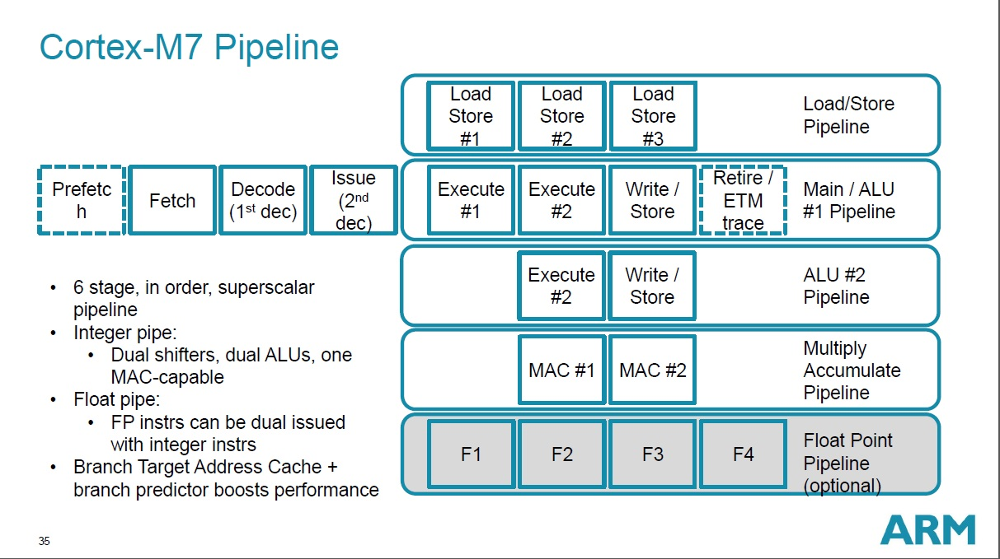 Cortex-M7 Pipeline
Load
Store
#1
Load
Store
#2
Load
Store
#3
Load/Store
Pipeline
Prefetc
h
Fetch
Decode
(1st dec)
Issue
(2nd
dec)
Execute
#1
Execute
#2
Write /
Store
Retire /
ETM
trace
Main / ALU
#1 Pipeline
Execute
#2
Write /
Store
ALU #2
Pipeline
MAC #1
MAC #2
Multiply
Accumulate
Pipeline
F1
F2
F3
F4
Float Point
Pipeline
(optional)
• 6 stage, in order, superscalar
pipeline
• Integer pipe:
• Dual shifters, dual ALUs, one
MAC-capable
• Float pipe:
• FP instrs can be dual issued
with integer instrs
• Branch Target Address Cache +
branch predictor boosts performance
35
ARM